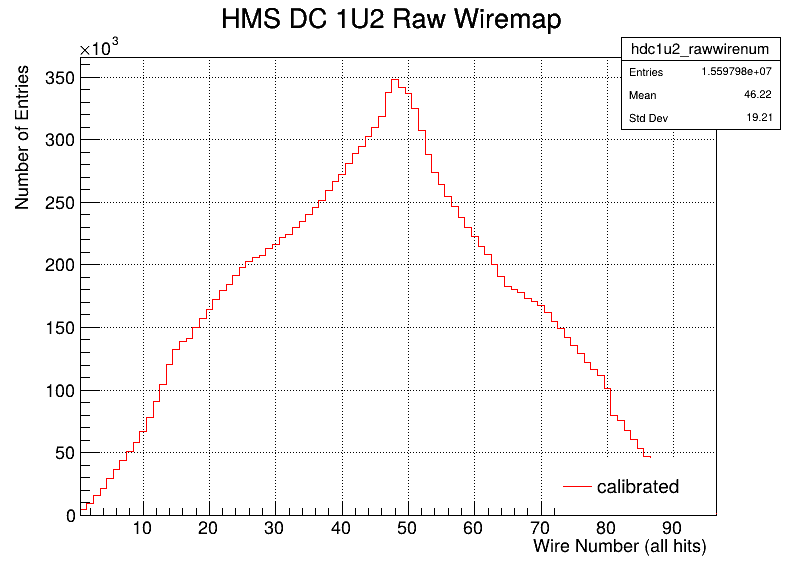 HMS DC 1U2 Raw Wiremap
×10³
hdc1u2_rawwirenum
Entries 1.559798e+07
Mean 46.22
Std Dev 19.21
Number of Entries
350
300
250
200
150
100
50
0
calibrated
10 20 30 40 50 60 70 80 90
Wire Number (all hits)